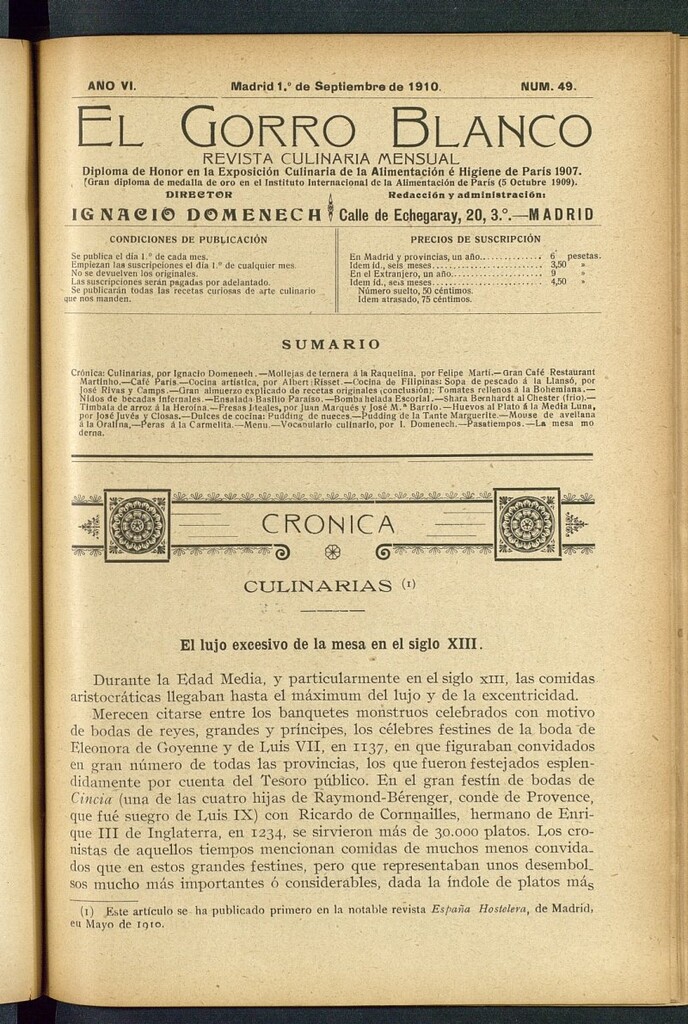 AÑO VI.
Madrid 1.º de Septiembre de 1910.
NUM. 49.
EL GORRO BLANCO
REVISTA CULINARIA MENSUAL
Diploma de Honor en la Exposición Culinaria de la Alimentación é Higiene de París 1907.
(Gran diploma de medalla de oro en el Instituto Internacional de la Alimentación de París (5 Octubre 1909).
DIRECTOR
IGNACIO DOMENECH
Redacción y administración:
Calle de Echegaray, 20, 3.º.—MADRID
CONDICIONES DE PUBLICACIÓN
Se publica el día 1.º de cada mes.
Empiezan las suscripciones el día 1.º de cualquier mes.
No se devuelven los originales.
Las suscripciones serán pagadas por adelantado.
Se publicarán todas las recetas curiosas de arte culinario
que nos manden.
PRECIOS DE SUSCRIPCIÓN
En Madrid y provincias, un año.............. 6 pesetas.
Idem id., seis meses........................ 3,50 »
En el Extranjero, un año.................... 9 »
Idem id., seis meses........................ 4,50 »
Número suelto, 50 céntimos.
Idem atrasado, 75 céntimos.
SUMARIO
Crónica: Culinarias, por Ignacio Domenech.—Mollejas de ternera á la Raquelina, por Felipe Martí.—Gran Café Restaurant
Martinho.—Café París.—Cocina artística, por Albert Risset.—Cocina de Filipinas: Sopa de pescado á la Llansó, por
José Rivas y Camps.—Gran almuerzo explicado de recetas originales (conclusión): Tomates rellenos á la Bohemiana.—
Nidos de becadas infernales.—Ensalada Basilio Paraíso.—Bomba helada Escorial.—Shara Bernhardt al Chester (frío).—
Timbala de arroz á la Heroína.—Fresas Ideales, por Juan Marqués y José M.ª Barrio.—Huevos al Plato á la Media Luna,
por José Juvés y Closas.—Dulces de cocina: Pudding de nueces.—Pudding de la Tante Marguerite.—Mouse de avellana
á la Oralina,—Peras á la Carmelita.—Menu.—Vocabulario culinario, por I. Domenech.—Pasatiempos.—La mesa mo
derna.
CRONICA
CULINARIAS (1)
El lujo excesivo de la mesa en el siglo XIII.
Durante la Edad Media, y particularmente en el siglo XIII, las comidas
aristocráticas llegaban hasta el máximum del lujo y de la excentricidad.
Merecen citarse entre los banquetes monstruos celebrados con motivo
de bodas de reyes, grandes y príncipes, los célebres festines de la boda de
Eleonora de Goyenne y de Luis VII, en 1137, en que figuraban convidados
en gran número de todas las provincias, los que fueron festejados esplen-
didamente por cuenta del Tesoro público. En el gran festín de bodas de
Cincia (una de las cuatro hijas de Raymond-Bérenger, conde de Provence,
que fué suegro de Luis IX) con Ricardo de Cornnailles, hermano de Enri-
que III de Inglaterra, en 1234, se sirvieron más de 30.000 platos. Los cro-
nistas de aquellos tiempos mencionan comidas de muchos menos convida-
dos que en estos grandes festines, pero que representaban unos desembol-
sos mucho más importantes ó considerables, dada la índole de platos más
(1) Este artículo se ha publicado primero en la notable revista España Hostelera, de Madrid,
en Mayo de 1910.